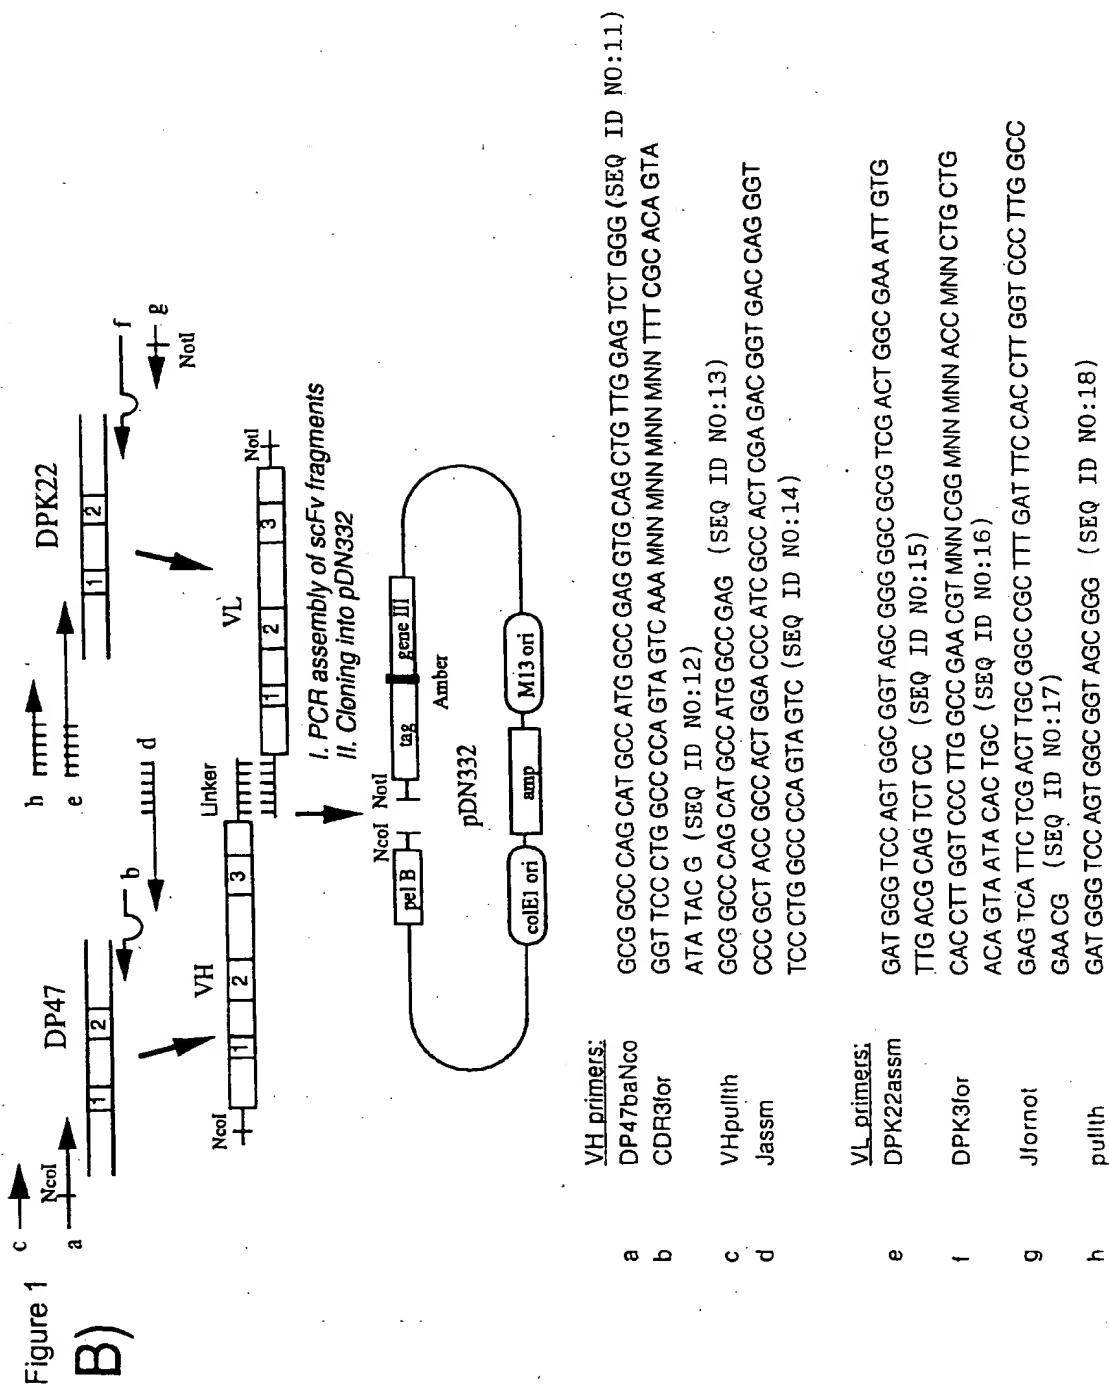 Figure 1
B)
c
NcoI
a
DP47
1 2
b
d
h
e
DPK22
1 2
f
g
NotI
NcoI
VH
1 2 3
Linker
VL
1 2 3
NotI
I. PCR assembly of scFv fragments
II. Cloning into pDN332
NcoI NotI
pel B
tag gene III
Amber
pDN332
colE1 ori
amp
M13 ori
VH primers:
a DP47baNco GCG GCC CAG CAT GCC ATG GCC GAG GTG CAG CTG TTG GAG TCT GGG (SEQ ID NO:11)
b CDR3for GGT TCC CTG GCC CCA GTA GTC AAA MNN MNN MNN MNN TTT CGC ACA GTA
ATA TAC G (SEQ ID NO:12)
c VHpullth GCG GCC CAG CAT GCC ATG GCC GAG (SEQ ID NO:13)
d Jassm CCC GCT ACC GCC ACT GGA CCC ATC GCC ACT CGA GAC GGT GAC CAG GGT
TCC CTG GCC CCA GTA GTC (SEQ ID NO:14)
VL primers:
e DPK22assm GAT GGG TCC AGT GGC GGT AGC GGG GGC GCG TCG ACT GGC GAA ATT GTG
TTG ACG CAG TCT CC (SEQ ID NO:15)
f DPK3for CAC CTT GGT CCC TTG GCC GAA CGT MNN CGG MNN MNN ACC MNN CTG CTG
ACA GTA ATA CAC TGC (SEQ ID NO:16)
g Jfornot GAG TCA TTC TCG ACT TGC GGC CGC TTT GAT TTC CAC CTT GGT CCC TTG GCC
GAA CG (SEQ ID NO:17)
h pullth GAT GGG TCC AGT GGC GGT AGC GGG (SEQ ID NO:18)